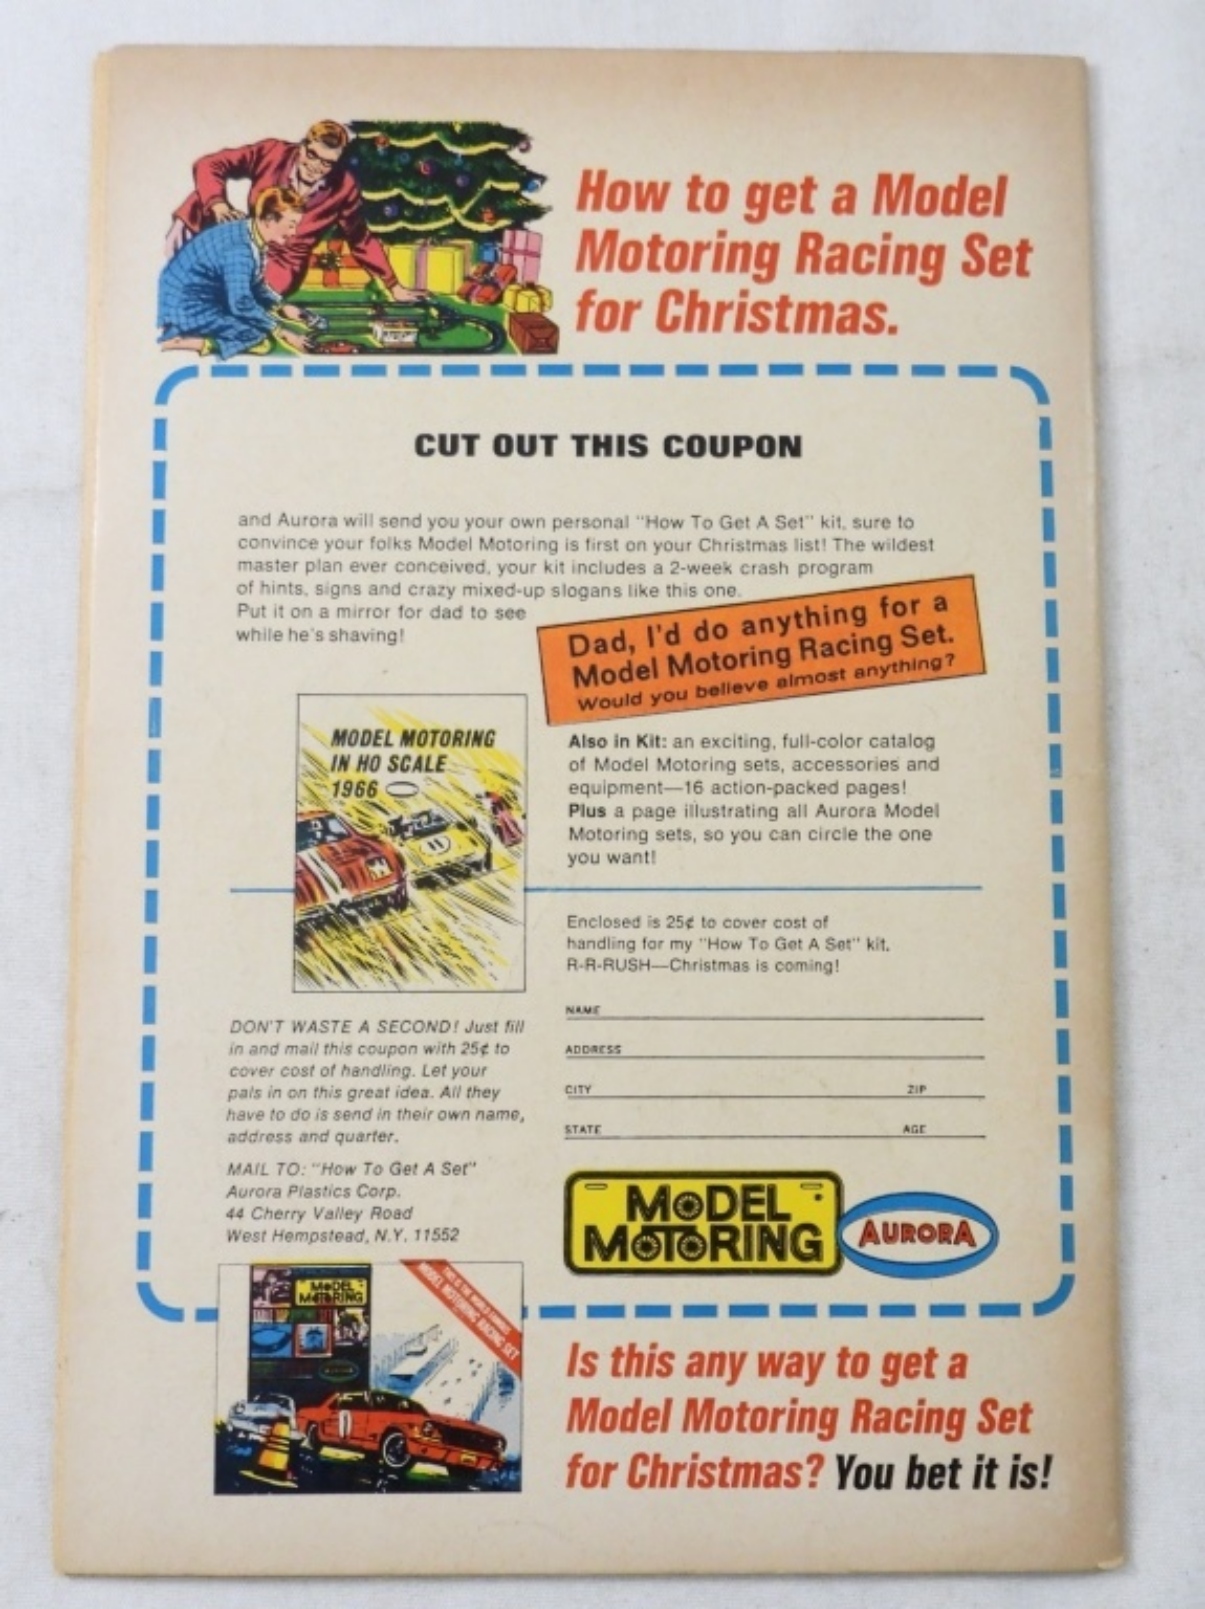 How to get a Model
Motoring Racing Set
for Christmas.
CUT OUT THIS COUPON
and Aurora will send you your own personal "How To Get A Set" kit, sure to
convince your folks Model Motoring is first on your Christmas list! The wildest
master plan ever conceived, your kit includes a 2-week crash program
of hints, signs and crazy mixed-up slogans like this one.
Put it on a mirror for dad to see
while he's shaving!
Dad, I'd do anything for a
Model Motoring Racing Set.
Would you believe almost anything?
MODEL MOTORING
IN HO SCALE
1966
11
Also in Kit: an exciting, full-color catalog
of Model Motoring sets, accessories and
equipment—16 action-packed pages!
Plus a page illustrating all Aurora Model
Motoring sets, so you can circle the one
you want!
Enclosed is 25¢ to cover cost of
handling for my "How To Get A Set" kit.
R-R-RUSH—Christmas is coming!
NAME
ADDRESS
CITY ZIP
STATE AGE
DON'T WASTE A SECOND! Just fill
in and mail this coupon with 25¢ to
cover cost of handling. Let your
pals in on this great idea. All they
have to do is send in their own name,
address and quarter.
MAIL TO: "How To Get A Set"
Aurora Plastics Corp.
44 Cherry Valley Road
West Hempstead, N.Y. 11552
MODEL
MOTORING
AURORA
MODEL
MOTORING
MODEL MOTORING RACING SET
Is this any way to get a
Model Motoring Racing Set
for Christmas? You bet it is!